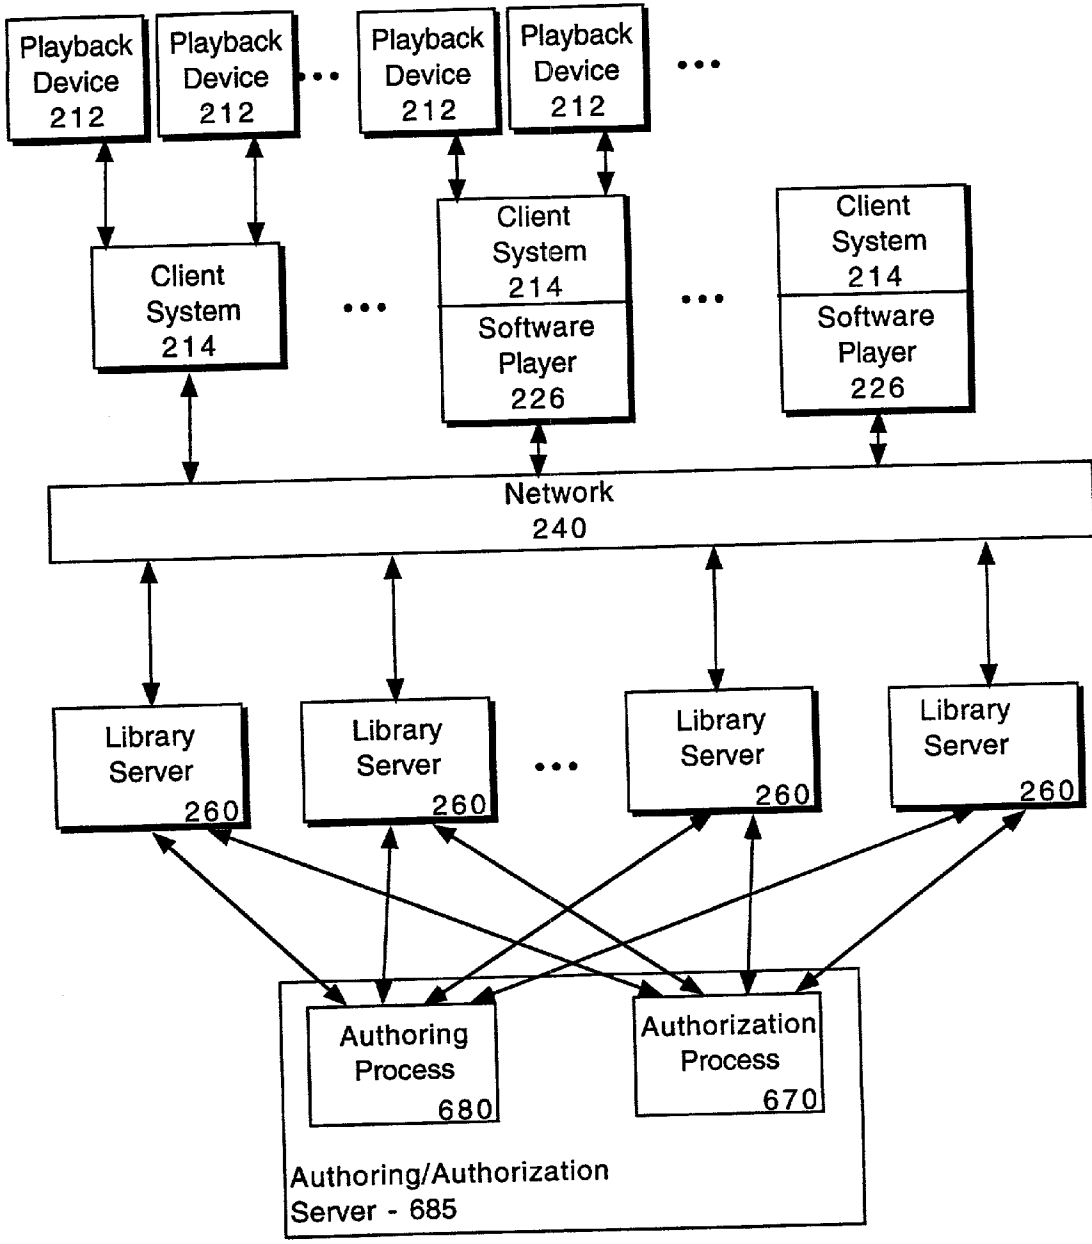 Playback
Device
212
Playback
Device
212
•••
Playback
Device
212
Playback
Device
212
•••
Client
System
214
•••
Client
System
214
Software
Player
226
•••
Client
System
214
Software
Player
226
Network
240
Library
Server
260
Library
Server
260
•••
Library
Server
260
Library
Server
260
Authoring
Process
680
Authorization
Process
670
Authoring/Authorization
Server - 685